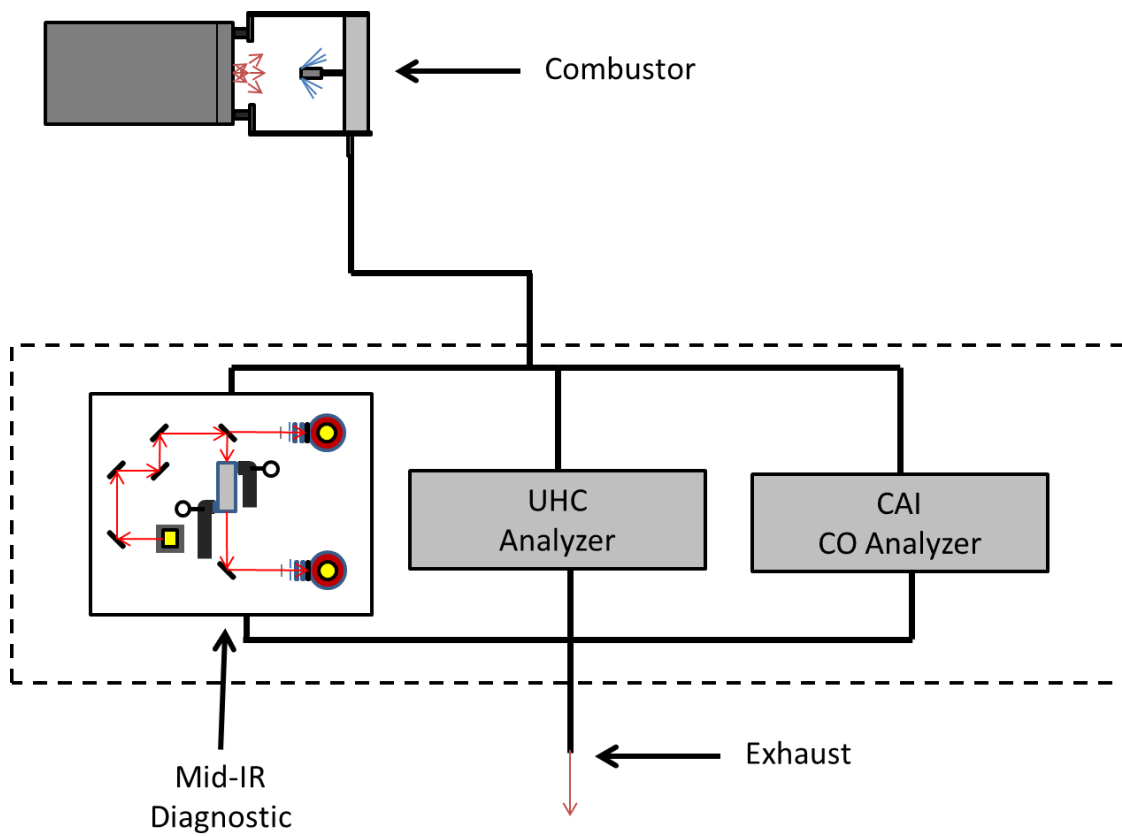 Combustor
UHC
Analyzer
CAI
CO Analyzer
Exhaust
Mid-IR
Diagnostic